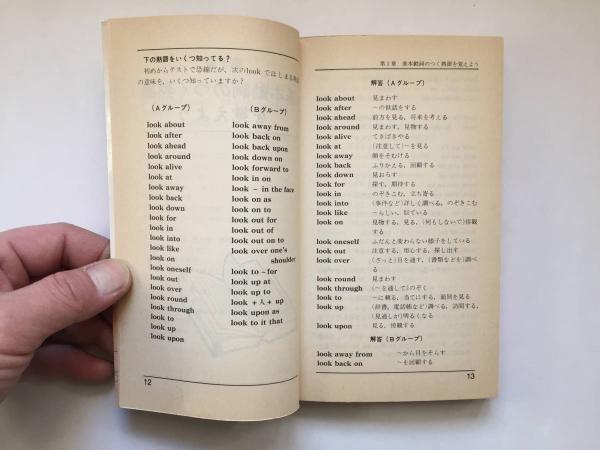 下の熟語をいくつ知ってる？
初めからテストで恐縮だが、次のlook ではじまる熟語
の意味を、いくつ知っていますか？
（Aグループ）
look about
look after
look ahead
look around
look alive
look at
look away
look back
look down
look for
look in
look into
look like
look on
look oneself
look out
look over
look round
look through
look to
look up
look upon
（Bグループ）
look away from
look back on
look back upon
look down on
look forward to
look in on
look ~ in the face
look on as
look on to
look out for
look out of
look out on to
look over one's
shoulder
look to ~ for
look up at
look up to
look ＋人＋ up
look upon as
look to it that
12
第1章 基本動詞のつく熟語を覚えよう
解答（Aグループ）
look about 見まわす
look after 〜の世話をする
look ahead 前方を見る, 将来を考える
look around 見まわす, 見物する
look alive てきぱきやる
look at (注意して)〜を見る
look away 顔をそむける
look back ふりかえる, 回顧する
look down 見おろす
look for 探す, 期待する
look in のぞきこむ, 立ち寄る
look into (事件など)詳しく調べる, のぞきこむ
look like 〜らしい, 似ている
look on 見物する, 見る, (何もしないで)傍観
する
look oneself ふだんと変わらない様子をしている
look out 注意する, 用心する, 探し出す
look over (ざっと)目を通す, (書類などを)調べ
る
look round 見まわす
look through (〜を通して)のぞく
look to 〜に頼る, 当てにする, 面倒を見る
look up (辞書, 電話帳など)調べる, 訪問する,
(見通しが)明るくなる
look upon 見る, 傍観する
解答（Bグループ）
look away from 〜から目をそらす
look back on 〜を回顧する
13